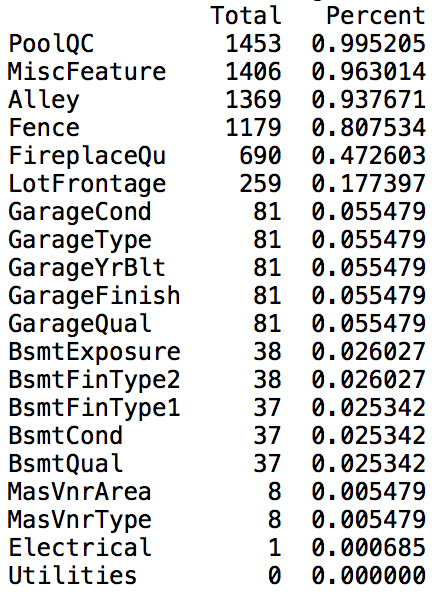 Total Percent
PoolQC 1453 0.995205
MiscFeature 1406 0.963014
Alley 1369 0.937671
Fence 1179 0.807534
FireplaceQu 690 0.472603
LotFrontage 259 0.177397
GarageCond 81 0.055479
GarageType 81 0.055479
GarageYrBlt 81 0.055479
GarageFinish 81 0.055479
GarageQual 81 0.055479
BsmtExposure 38 0.026027
BsmtFinType2 38 0.026027
BsmtFinType1 37 0.025342
BsmtCond 37 0.025342
BsmtQual 37 0.025342
MasVnrArea 8 0.005479
MasVnrType 8 0.005479
Electrical 1 0.000685
Utilities 0 0.000000